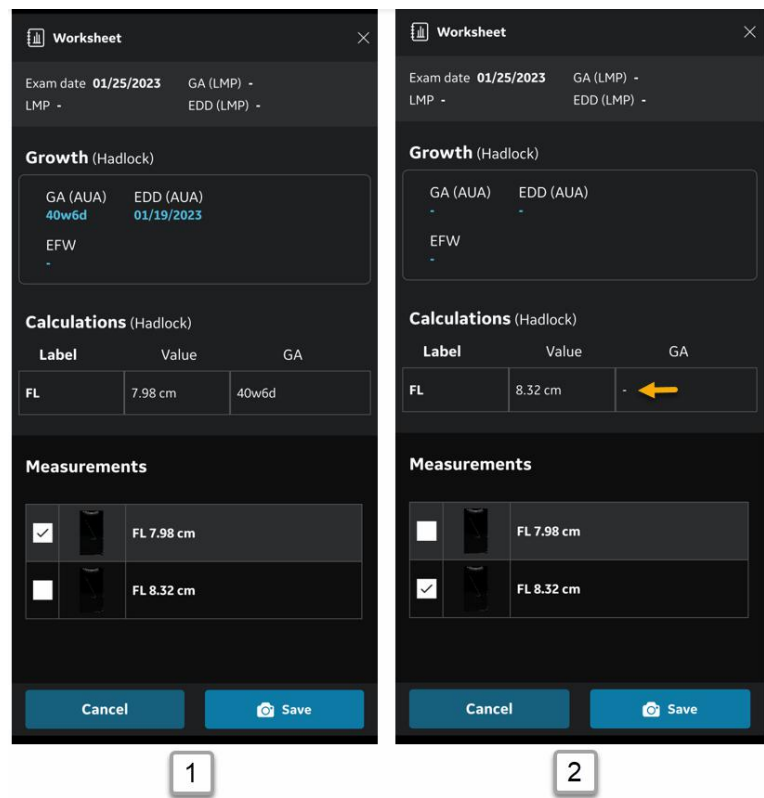 Worksheet
Exam date 01/25/2023 GA (LMP) -
LMP - EDD (LMP) -
Growth (Hadlock)
GA (AUA) EDD (AUA)
40w6d 01/19/2023
EFW
-
Calculations (Hadlock)
Label Value GA
FL 7.98 cm 40w6d
Measurements
FL 7.98 cm
FL 8.32 cm
Cancel Save
1
Worksheet
Exam date 01/25/2023 GA (LMP) -
LMP - EDD (LMP) -
Growth (Hadlock)
GA (AUA) EDD (AUA)
- -
EFW
-
Calculations (Hadlock)
Label Value GA
FL 8.32 cm -
Measurements
FL 7.98 cm
FL 8.32 cm
Cancel Save
2